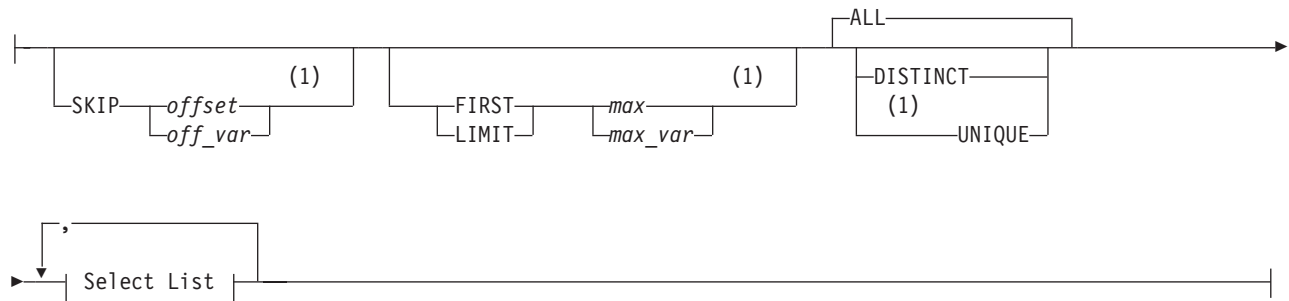 ALL
(1) (1) DISTINCT
SKIP offset FIRST max (1)
off_var LIMIT max_var UNIQUE
,
Select List